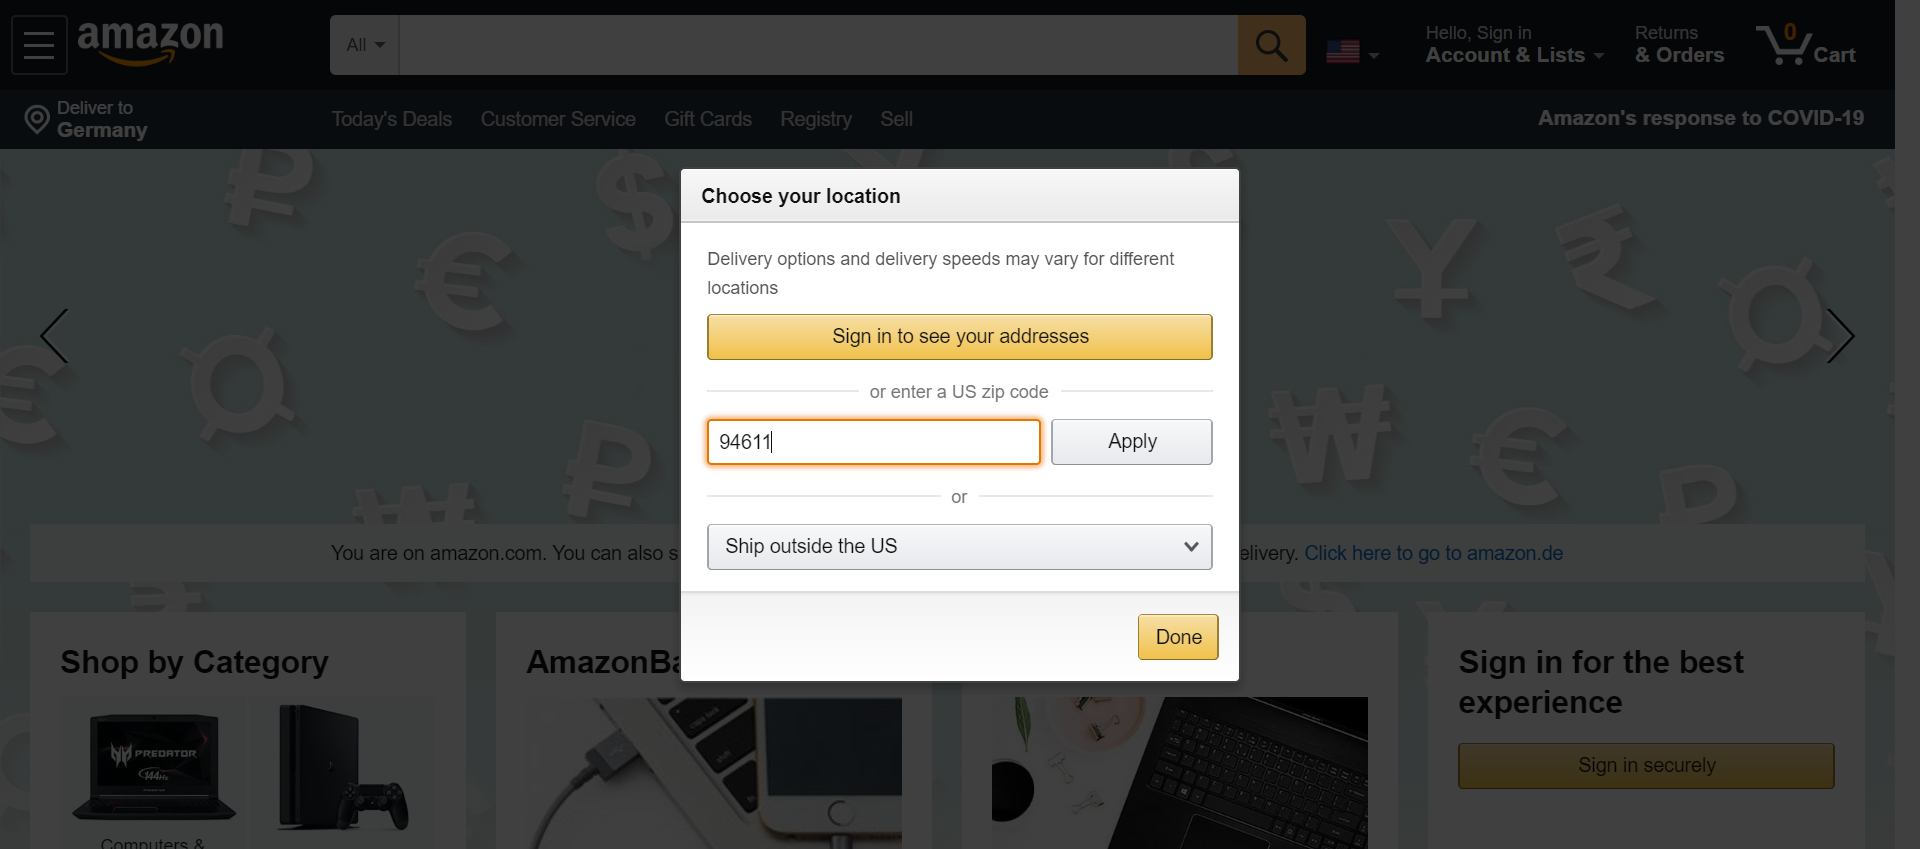 amazon
All
Hello, Sign in
Account & Lists
Returns
& Orders
0
Cart
Deliver to
Germany
Today's Deals
Customer Service
Gift Cards
Registry
Sell
Amazon's response to COVID-19
Choose your location
Delivery options and delivery speeds may vary for different
locations
Sign in to see your addresses
or enter a US zip code
94611
Apply
or
Ship outside the US
Done
You are on amazon.com. You can also s
elivery. Click here to go to amazon.de
Shop by Category
AmazonBa
Sign in for the best
experience
Sign in securely
PREDATOR
144Hz
caps lock
Computers &